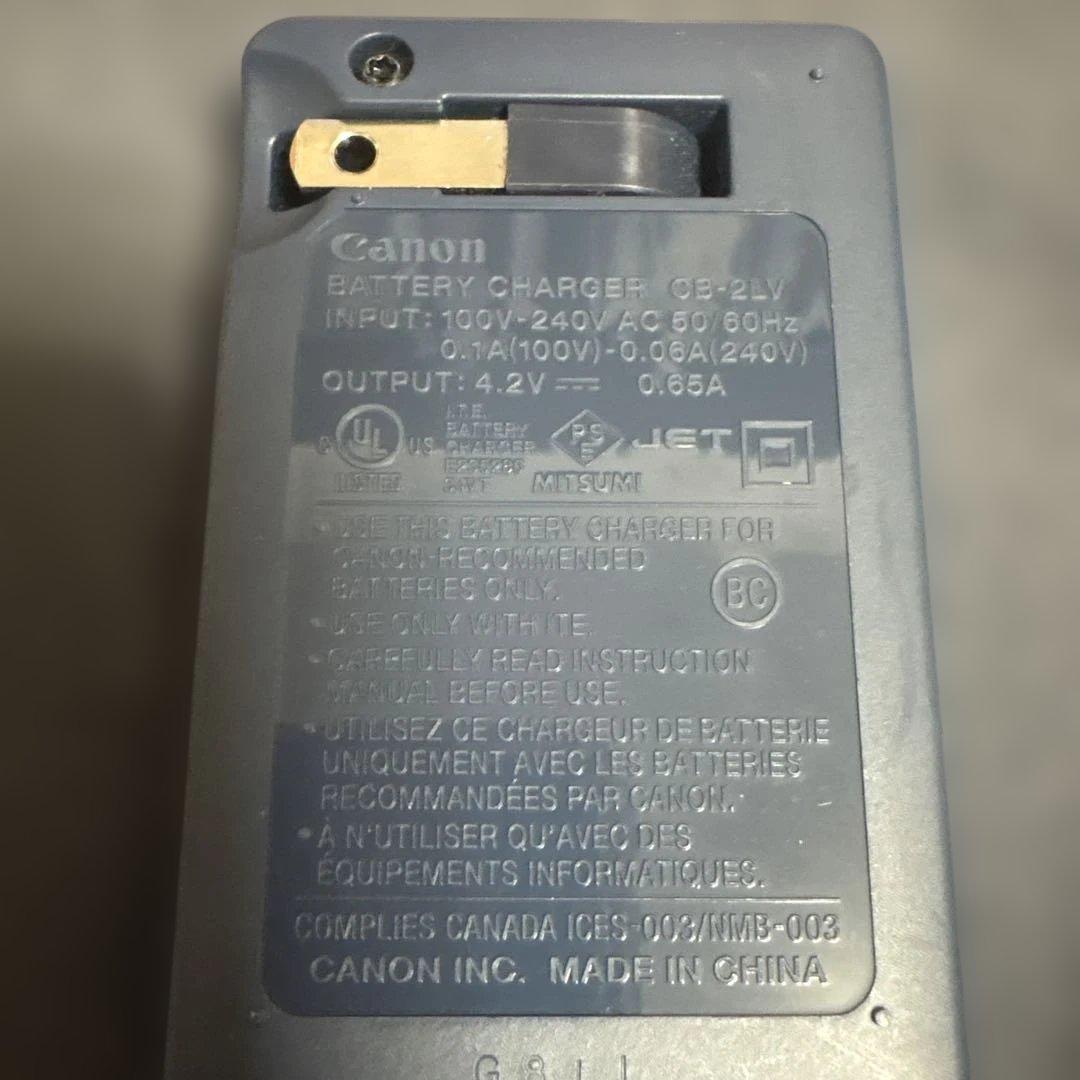 Canon
BATTERY CHARGER CB-2LV
INPUT: 100V-240V AC 50/60Hz
0.1A(100V)-0.06A(240V)
OUTPUT: 4.2V 0.65A
C UL US
LISTED
I.T.E.
BATTERY
CHARGER
PS
E
JET
MITSUMI
• USE THIS BATTERY CHARGER FOR
CANON-RECOMMENDED
BATTERIES ONLY.
BC
• USE ONLY WITH ITE.
• CAREFULLY READ INSTRUCTION
MANUAL BEFORE USE.
• UTILISEZ CE CHARGEUR DE BATTERIE
UNIQUEMENT AVEC LES BATTERIES
RECOMMANDÉES PAR CANON.
• À N'UTILISER QU'AVEC DES
ÉQUIPEMENTS INFORMATIQUES.
COMPLIES CANADA ICES-003/NMB-003
CANON INC. MADE IN CHINA